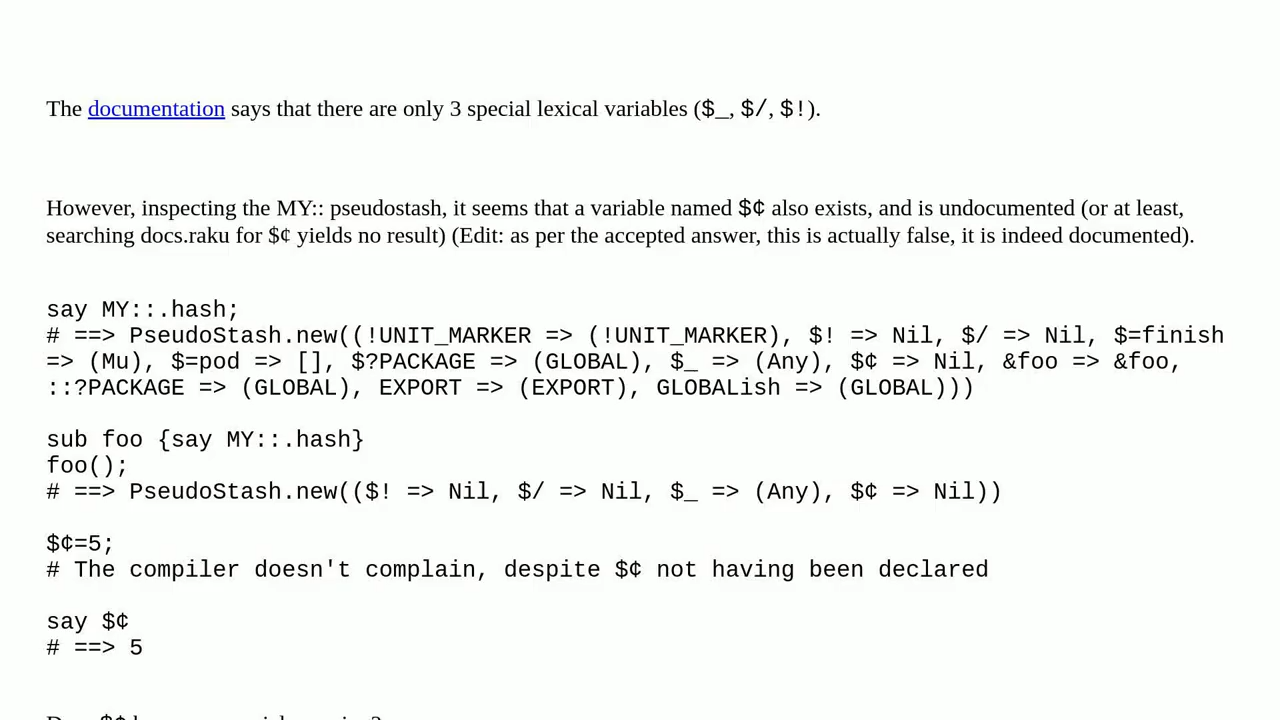 The documentation says that there are only 3 special lexical variables ($_, $/, $!).
However, inspecting the MY:: pseudostash, it seems that a variable named $¢ also exists, and is undocumented (or at least,
searching docs.raku for $¢ yields no result) (Edit: as per the accepted answer, this is actually false, it is indeed documented).
say MY::.hash;
# ==> PseudoStash.new((!UNIT_MARKER => (!UNIT_MARKER), $! => Nil, $/ => Nil, $=finish
=> (Mu), $=pod => [], $?PACKAGE => (GLOBAL), $_ => (Any), $¢ => Nil, &foo => &foo,
::?PACKAGE => (GLOBAL), EXPORT => (EXPORT), GLOBALish => (GLOBAL)))
sub foo {say MY::.hash}
foo();
# ==> PseudoStash.new(($! => Nil, $/ => Nil, $_ => (Any), $¢ => Nil))
$¢=5;
# The compiler doesn't complain, despite $¢ not having been declared
say $¢
# ==> 5